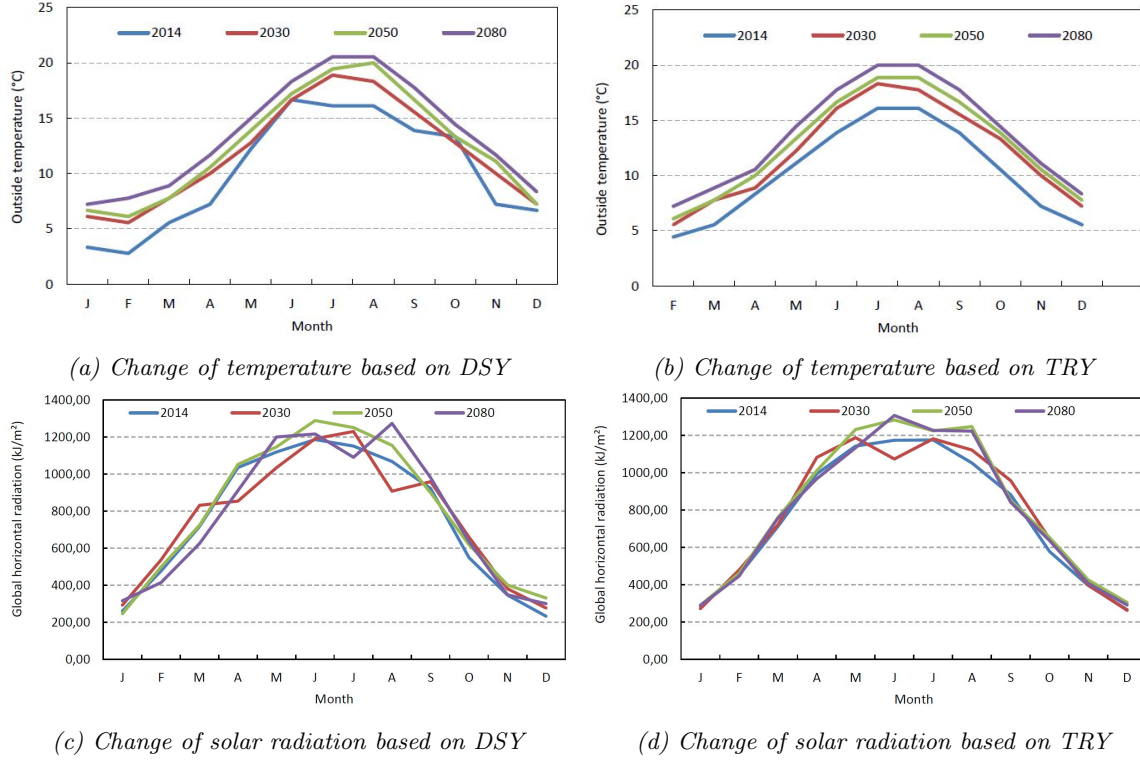 25
20
15
10
5
0
Outside temperature (°C)
2014 2030 2050 2080
J F M A M J J A S O N D
Month
(a) Change of temperature based on DSY
25
20
15
10
5
0
Outside temperature (°C)
2014 2030 2050 2080
F M A M J J A S O N D
Month
(b) Change of temperature based on TRY
1400,00
1200,00
1000,00
800,00
600,00
400,00
200,00
0,00
Global horizontal radiation (kJ/m²)
2014 2030 2050 2080
J F M A M J J A S O N D
Month
(c) Change of solar radiation based on DSY
1400,00
1200,00
1000,00
800,00
600,00
400,00
200,00
0,00
Global horizontal radiation (kJ/m²)
2014 2030 2050 2080
J F M A M J J A S O N D
Month
(d) Change of solar radiation based on TRY